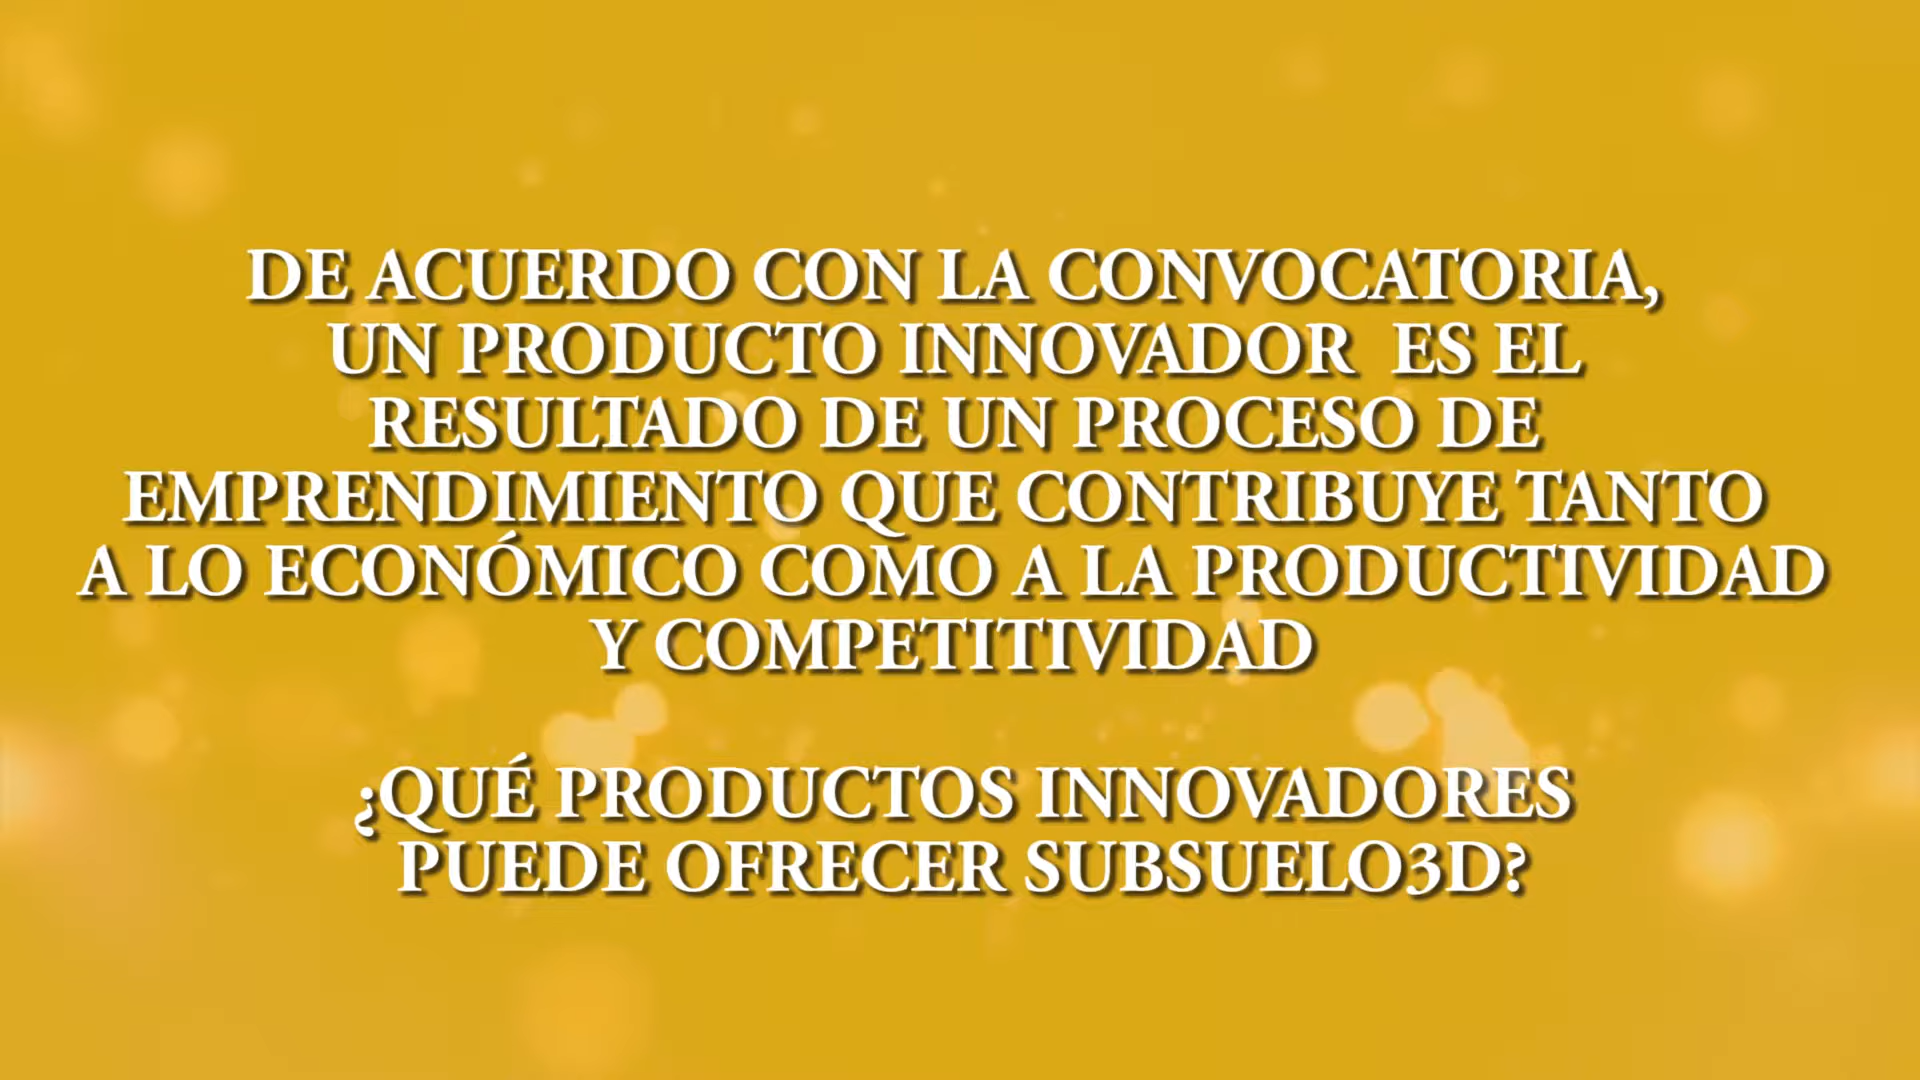 DE ACUERDO CON LA CONVOCATORIA,
UN PRODUCTO INNOVADOR ES EL
RESULTADO DE UN PROCESO DE
EMPRENDIMIENTO QUE CONTRIBUYE TANTO
A LO ECONÓMICO COMO A LA PRODUCTIVIDAD
Y COMPETITIVIDAD
¿QUÉ PRODUCTOS INNOVADORES
PUEDE OFRECER SUBSUELO3D?